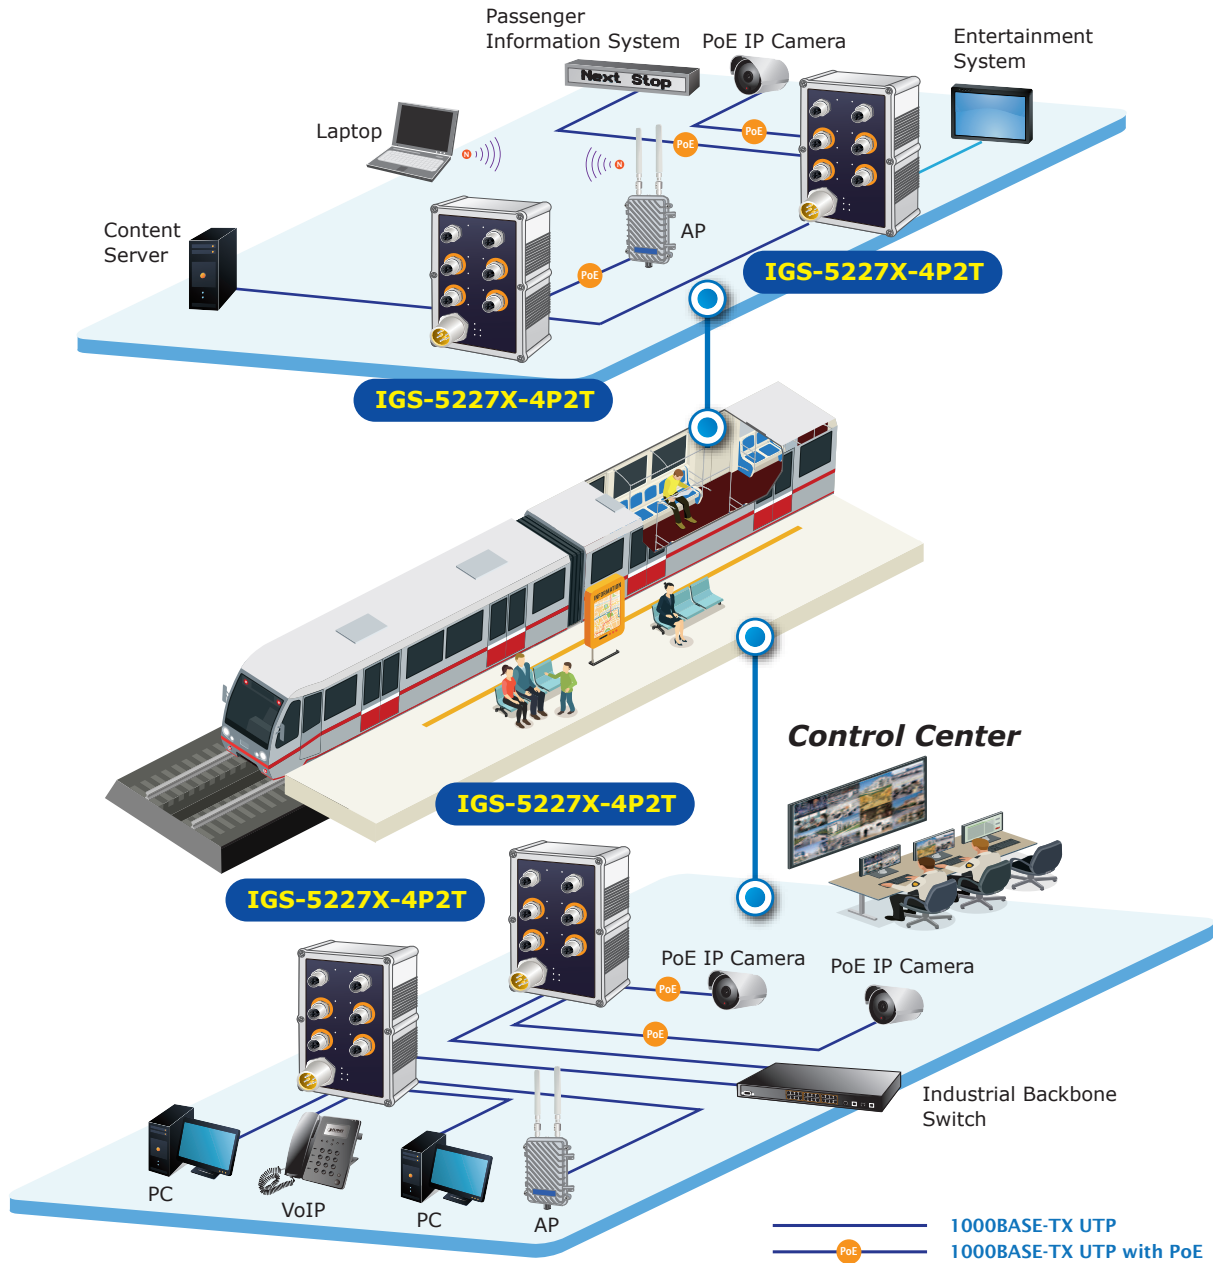 Passenger
Information System
PoE IP Camera
Entertainment
System
Next Stop
Laptop
N
N
PoE
PoE
AP
Content
Server
PoE
IGS-5227X-4P2T
IGS-5227X-4P2T
INFORMATION
Control Center
IGS-5227X-4P2T
IGS-5227X-4P2T
PoE IP Camera
PoE IP Camera
PoE
PoE
Industrial Backbone
Switch
PC
VoIP
PC
AP
1000BASE-TX UTP
PoE
1000BASE-TX UTP with PoE